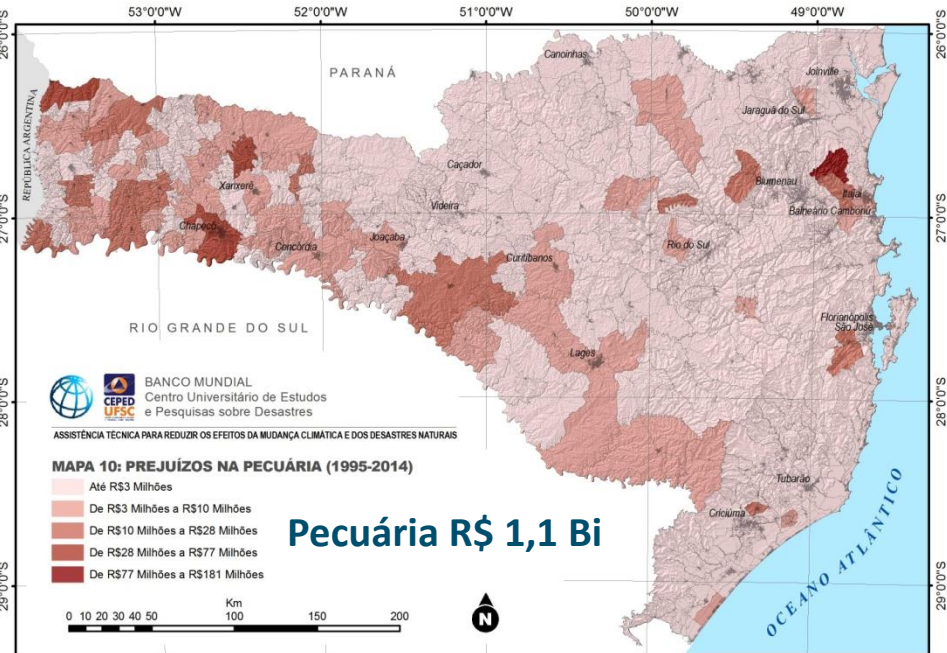 53°0'0"S
52°0'0"S
51°0'0"S
50°0'0"S
49°0'0"W
26°0'0"S
26°0'0"S
PARANÁ
REPÚBLICA ARGENTINA
Canoinhas
Joinville
Jaraguá do Sul
Caçador
Xanxerê
Blumenau
Itajaí
Videira
Balneário Camboriú
27°0'0"S
27°0'0"S
Chapecó
Concórdia
Joaçaba
Curitibanos
Rio do Sul
RIO GRANDE DO SUL
Florianópolis
São José
Lages
BANCO MUNDIAL
CEPED
UFSC
Centro Universitário de Estudos
e Pesquisas sobre Desastres
28°0'0"S
28°0'0"S
ASSISTÊNCIA TÉCNICA PARA REDUZIR OS EFEITOS DA MUDANÇA CLIMÁTICA E DOS DESASTRES NATURAIS
MAPA 10: PREJUÍZOS NA PECUÁRIA (1995-2014)
Até R$3 Milhões
De R$3 Milhões a R$10 Milhões
De R$10 Milhões a R$28 Milhões
De R$28 Milhões a R$77 Milhões
De R$77 Milhões a R$181 Milhões
Pecuária R$ 1,1 Bi
Tubarão
Criciúma
OCEANO ATLÂNTICO
29°0'0"S
29°0'0"S
Km
0 10 20 30 40 50 100 150 200
N